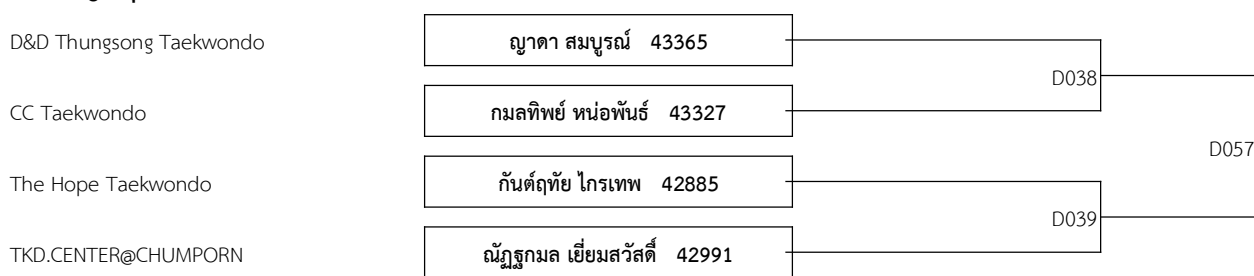 D&D Thungsong Taekwondo ญาดา สมบูรณ์ 43365
D038
CC Taekwondo กมลทิพย์ หน่อพันธ์ 43327
D057
The Hope Taekwondo กันต์ฤทัย ไกรเทพ 42885
D039
TKD.CENTER@CHUMPORN ณัฏฐกมล เยี่ยมสวัสดิ์ 42991